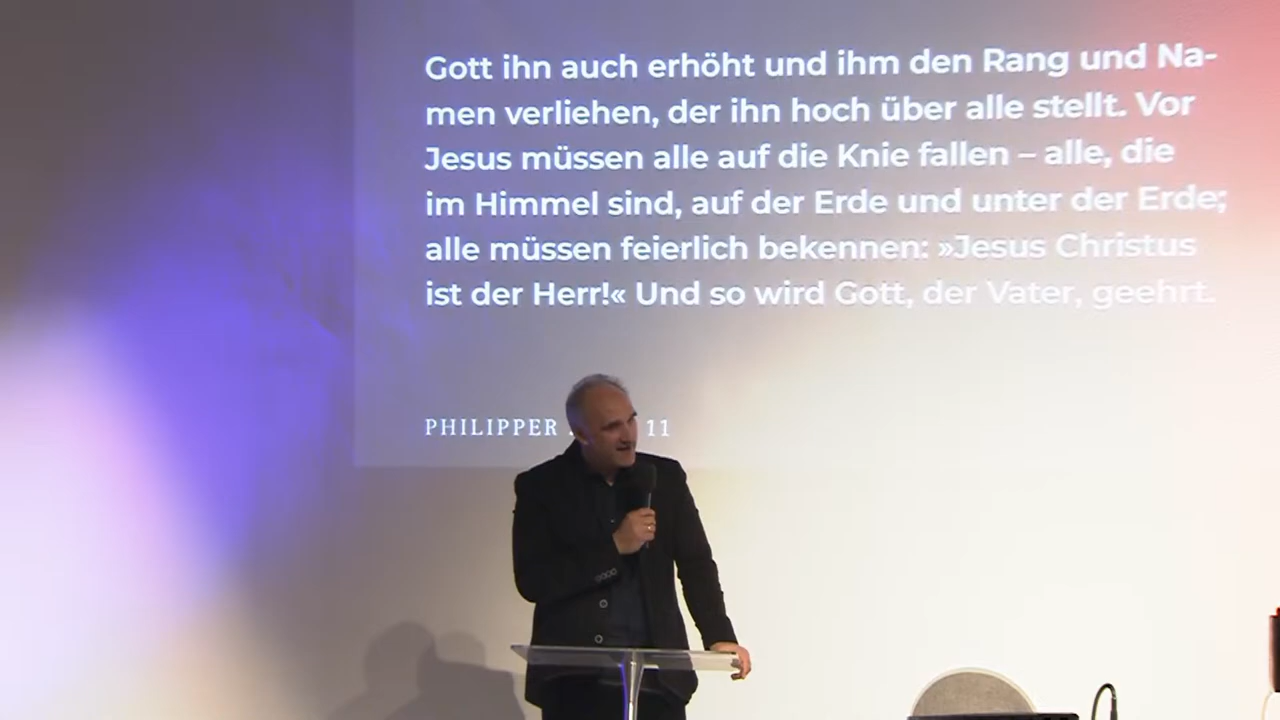 Gott ihn auch erhöht und ihm den Rang und Na-
men verliehen, der ihn hoch über alle stellt. Vor
Jesus müssen alle auf die Knie fallen – alle, die
im Himmel sind, auf der Erde und unter der Erde;
alle müssen feierlich bekennen: »Jesus Christus
ist der Herr!« Und so wird Gott, der Vater, geehrt.
PHILIPPER 11